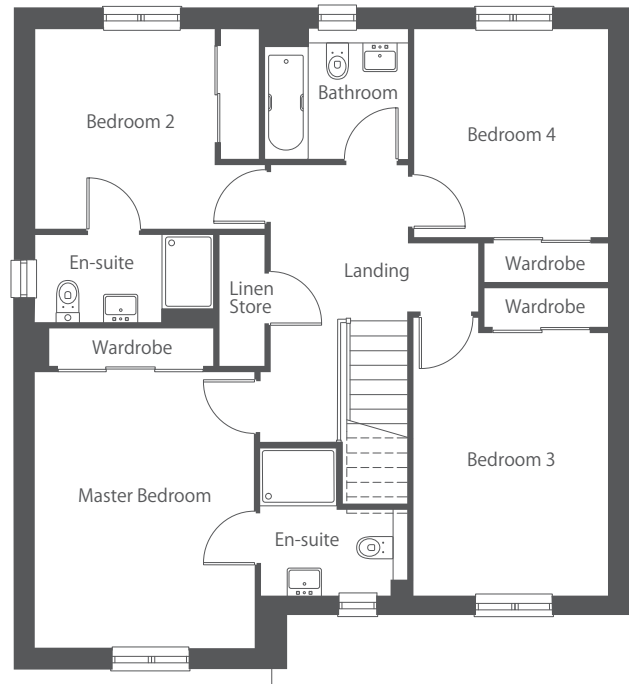 Bathroom
Bedroom 2
Bedroom 4
En-suite
Landing
Wardrobe
Linen
Store
Wardrobe
Wardrobe
Bedroom 3
Master Bedroom
En-suite